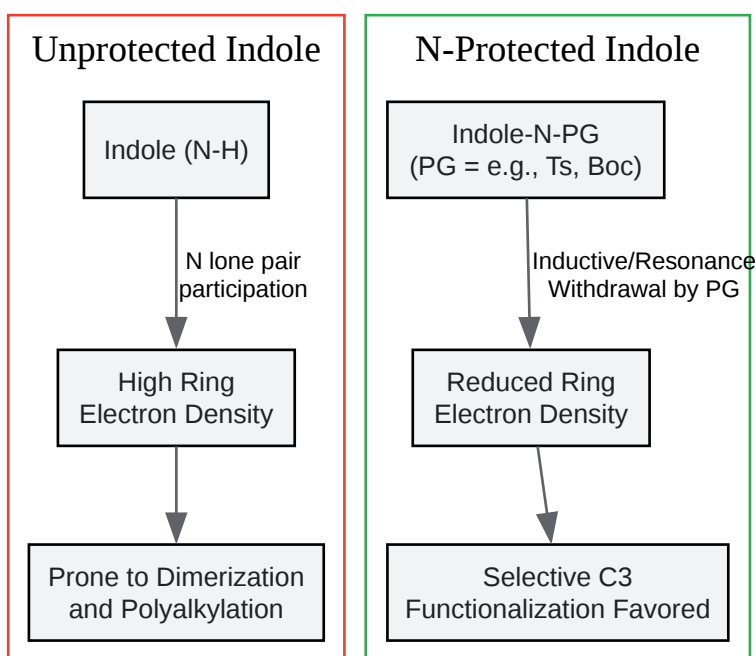 Unprotected Indole
Indole (N-H)
N lone pair
participation
High Ring
Electron Density
Prone to Dimerization
and Polyalkylation
N-Protected Indole
Indole-N-PG
(PG = e.g., Ts, Boc)
Inductive/Resonance
Withdrawal by PG
Reduced Ring
Electron Density
Selective C3
Functionalization Favored